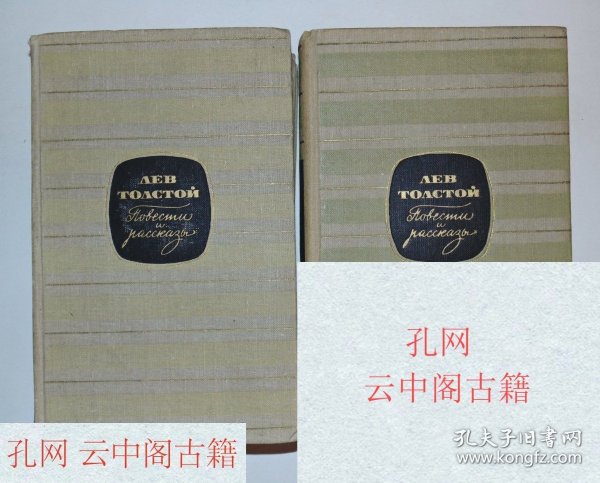 ЛЕВ
ТОЛСТОЙ
Повести
и
рассказы
ЛЕВ
ТОЛСТОЙ
Повести
и
рассказы
孔网
云中阁古籍
孔网 云中阁古籍
孔夫子旧书网
www.kongfz.com